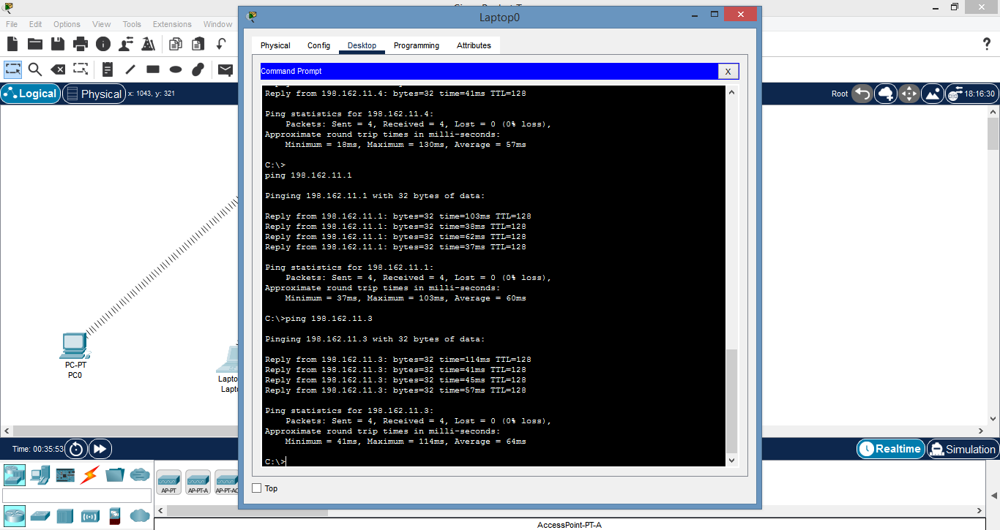 Laptop0
File Edit Options View Tools Extensions Window
Physical Config Desktop Programming Attributes
Command Prompt X
Logical Physical x: 1043, y: 321
Root 18:16:30
Reply from 198.162.11.4: bytes=32 time=41ms TTL=128
Ping statistics for 198.162.11.4:
Packets: Sent = 4, Received = 4, Lost = 0 (0% loss),
Approximate round trip times in milli-seconds:
Minimum = 18ms, Maximum = 130ms, Average = 57ms
C:\>
ping 198.162.11.1
Pinging 198.162.11.1 with 32 bytes of data:
Reply from 198.162.11.1: bytes=32 time=103ms TTL=128
Reply from 198.162.11.1: bytes=32 time=38ms TTL=128
Reply from 198.162.11.1: bytes=32 time=62ms TTL=128
Reply from 198.162.11.1: bytes=32 time=37ms TTL=128
Ping statistics for 198.162.11.1:
Packets: Sent = 4, Received = 4, Lost = 0 (0% loss),
Approximate round trip times in milli-seconds:
Minimum = 37ms, Maximum = 103ms, Average = 60ms
C:\>ping 198.162.11.3
Pinging 198.162.11.3 with 32 bytes of data:
Reply from 198.162.11.3: bytes=32 time=114ms TTL=128
Reply from 198.162.11.3: bytes=32 time=41ms TTL=128
Reply from 198.162.11.3: bytes=32 time=45ms TTL=128
Reply from 198.162.11.3: bytes=32 time=57ms TTL=128
Ping statistics for 198.162.11.3:
Packets: Sent = 4, Received = 4, Lost = 0 (0% loss),
Approximate round trip times in milli-seconds:
Minimum = 41ms, Maximum = 114ms, Average = 64ms
C:\>
Top
PC-PT
PC0
Lapto
Lapt
Time: 00:35:53
Realtime Simulation
AP-PT AP-PT-A AP-PT-AC
AccessPoint-PT-A